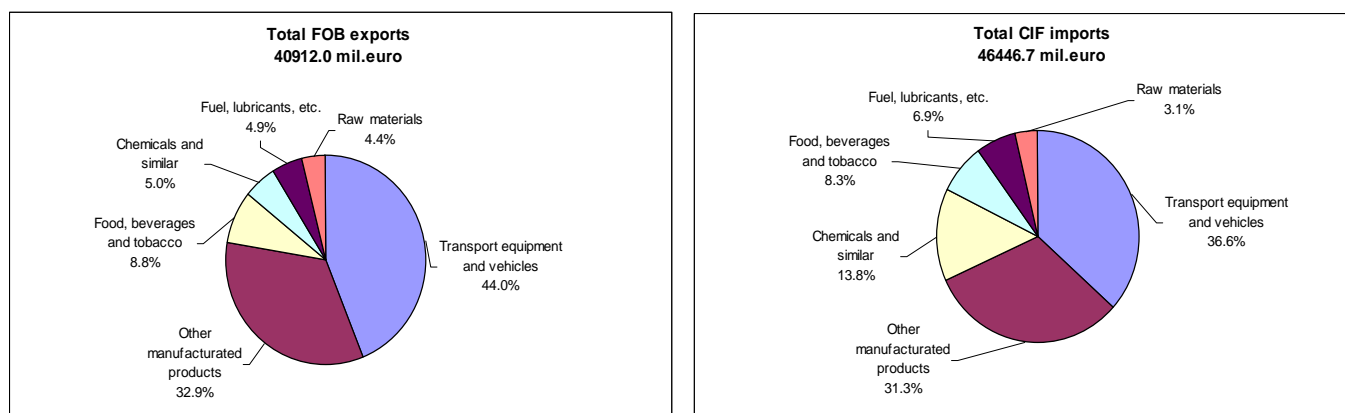 Total FOB exports
40912.0 mil.euro
Fuel, lubricants, etc.
4.9%
Raw materials
4.4%
Chemicals and
similar
5.0%
Food, beverages
and tobacco
8.8%
Transport equipment
and vehicles
44.0%
Other
manufacturated
products
32.9%
Total CIF imports
46446.7 mil.euro
Raw materials
3.1%
Fuel, lubricants, etc.
6.9%
Food, beverages
and tobacco
8.3%
Transport equipment
and vehicles
36.6%
Chemicals and
similar
13.8%
Other
manufacturated
products
31.3%